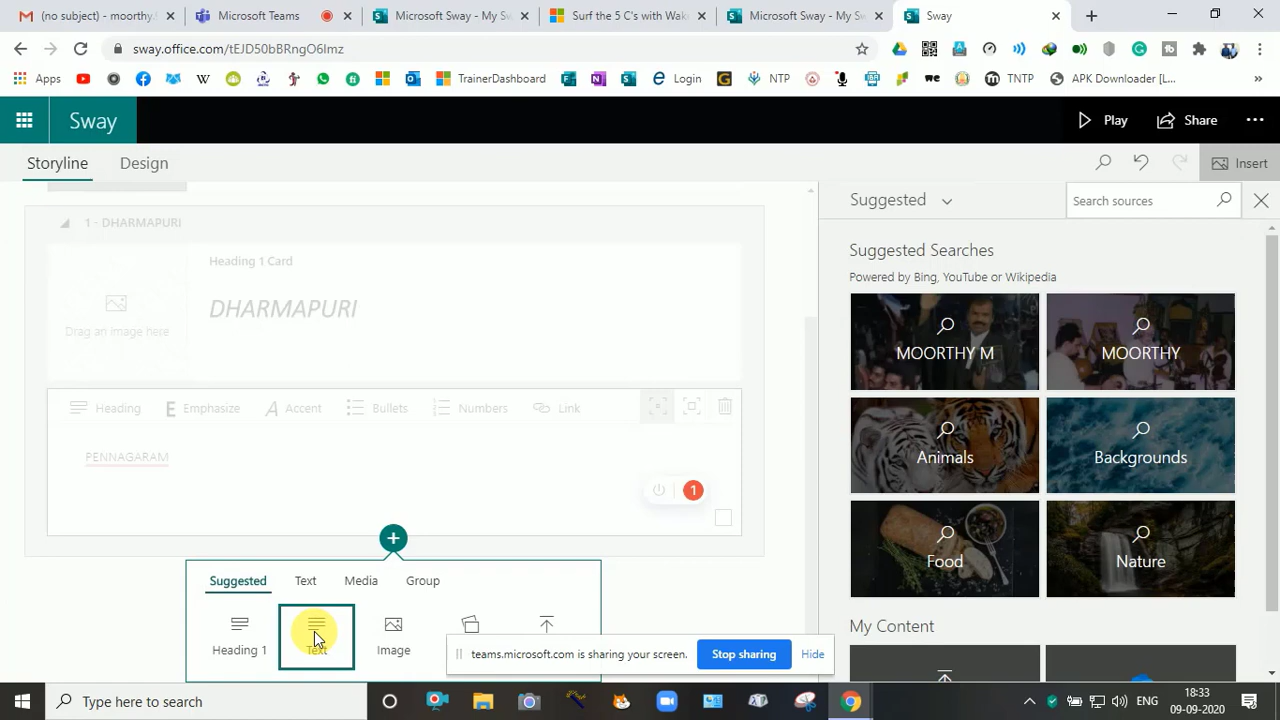 (no subject) - moorthy.
Microsoft Teams
Microsoft Sway - My Sw
Surf the 5 C's with Wak
Microsoft Sway - My Sw
Sway
sway.office.com/tEJD50bBRngO6Imz
Apps
TrainerDashboard
Login
NTP
TNTP
APK Downloader [L...
Sway
Play
Share
Storyline
Design
Insert
1 - DHARMAPURI
Heading 1 Card
DHARMAPURI
Drag an image here
Heading
Emphasize
Accent
Bullets
Numbers
Link
PENNAGARAM
1
Suggested
Text
Media
Group
Heading 1
Text
Image
teams.microsoft.com is sharing your screen.
Stop sharing
Hide
Suggested
Search sources
Suggested Searches
Powered by Bing, YouTube or Wikipedia
MOORTHY M
MOORTHY
Animals
Backgrounds
Food
Nature
My Content
Type here to search
ENG
18:33
09-09-2020